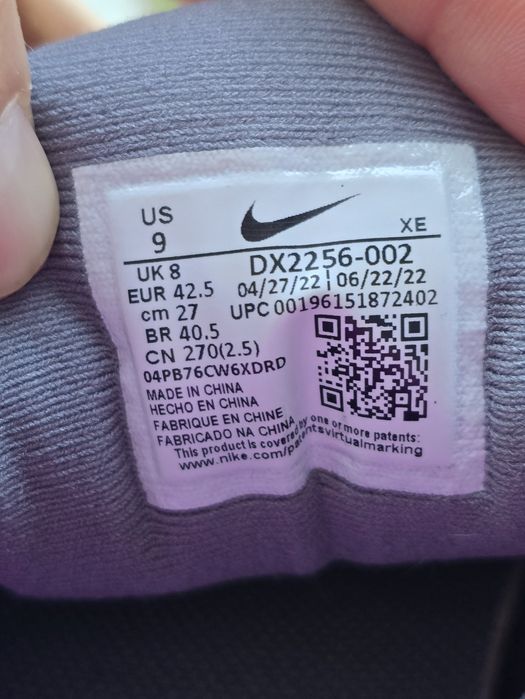 US
9
XE
UK 8
EUR 42.5
cm 27
BR 40.5
CN 270(2.5)
04PB76CW6XDRD
DX2256-002
04/27/22 | 06/22/22
UPC 00196151872402
MADE IN CHINA
HECHO EN CHINA
FABRIQUE EN CHINE
FABRICADO NA CHINA
This product is covered by one or more patents:
www.nike.com/patentsvirtualmarking